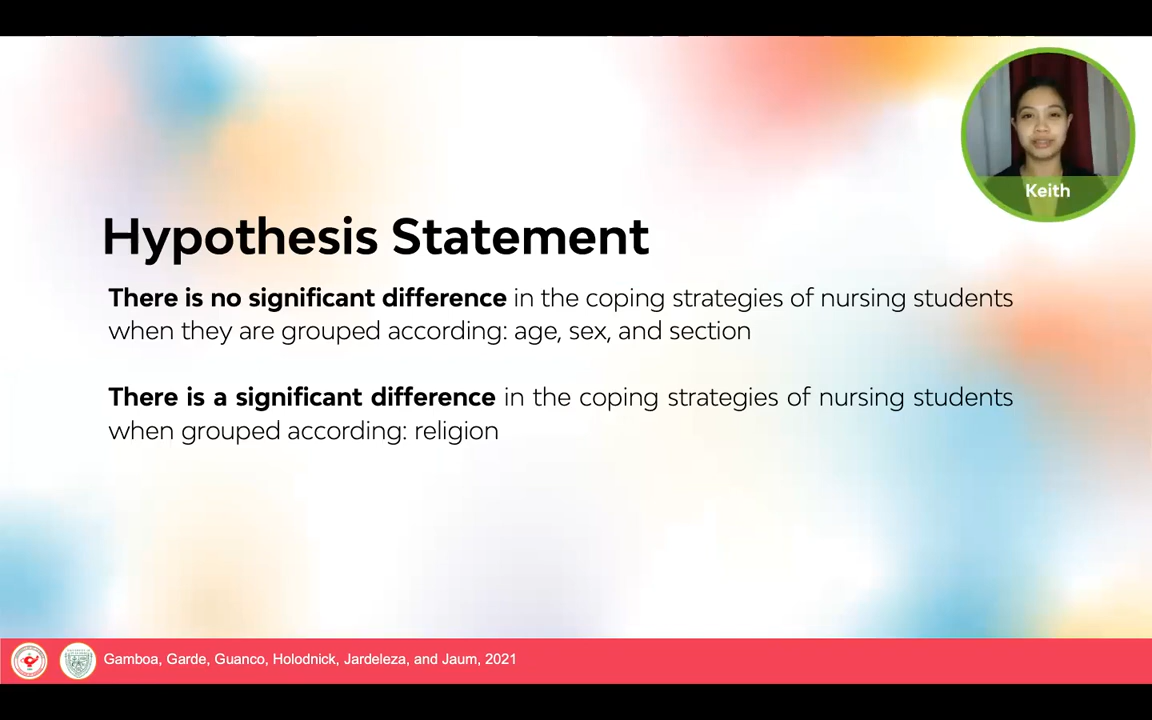 Keith
Hypothesis Statement
There is no significant difference in the coping strategies of nursing students
when they are grouped according: age, sex, and section
There is a significant difference in the coping strategies of nursing students
when grouped according: religion
Gamboa, Garde, Guanco, Holodnick, Jardeleza, and Jaum, 2021